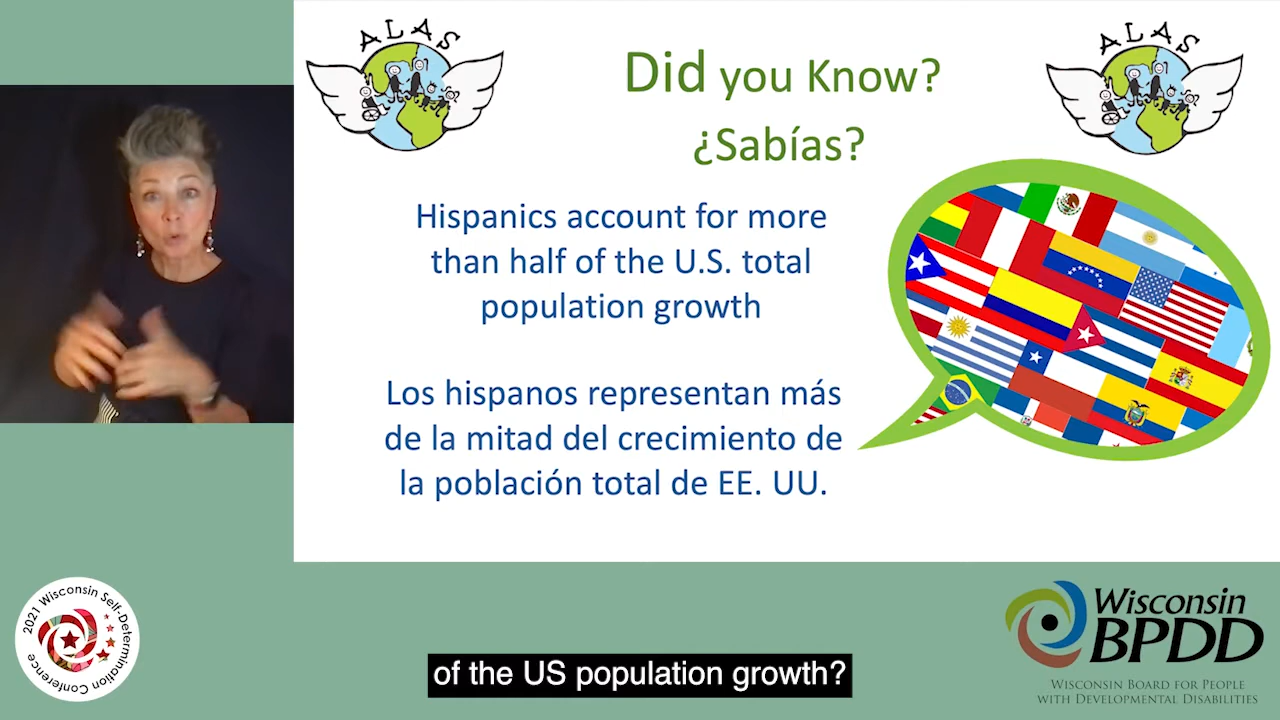 ALAS
ALAS
Did you Know?
¿Sabías?
Hispanics account for more
than half of the U.S. total
population growth
Los hispanos representan más
de la mitad del crecimiento de
la población total de EE. UU.
2021 Wisconsin Self-Determination Conference
of the US population growth?
Wisconsin
BPDD
Wisconsin Board for People
with Developmental Disabilities